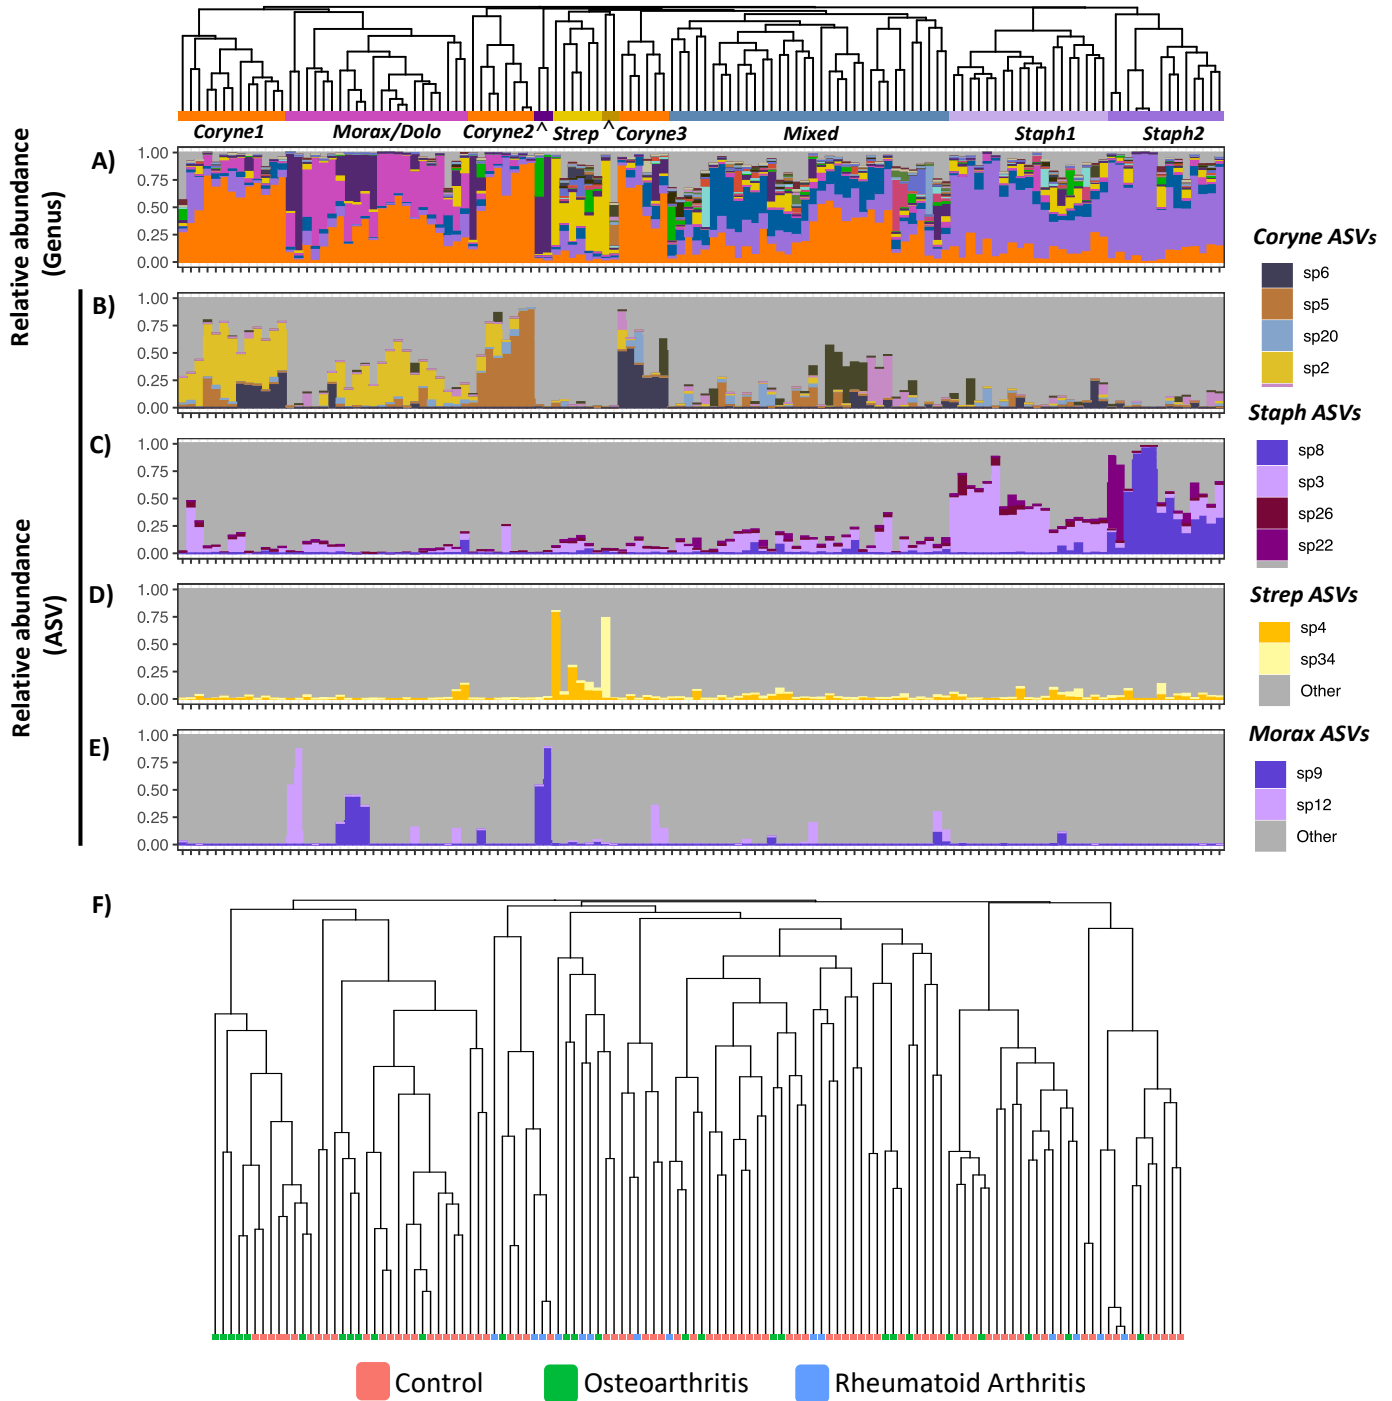 Coryne1 Morax/Dolo Coryne2 ^ Strep ^ Coryne3 Mixed Staph1 Staph2
Relative abundance
(Genus)
A)
1.00
0.75
0.50
0.25
0.00
Relative abundance
(ASV)
B)
1.00
0.75
0.50
0.25
0.00
Coryne ASVs
sp6
sp5
sp20
sp2
C)
1.00
0.75
0.50
0.25
0.00
Staph ASVs
sp8
sp3
sp26
sp22
D)
1.00
0.75
0.50
0.25
0.00
Strep ASVs
sp4
sp34
Other
E)
1.00
0.75
0.50
0.25
0.00
Morax ASVs
sp9
sp12
Other
F)
Control Osteoarthritis Rheumatoid Arthritis